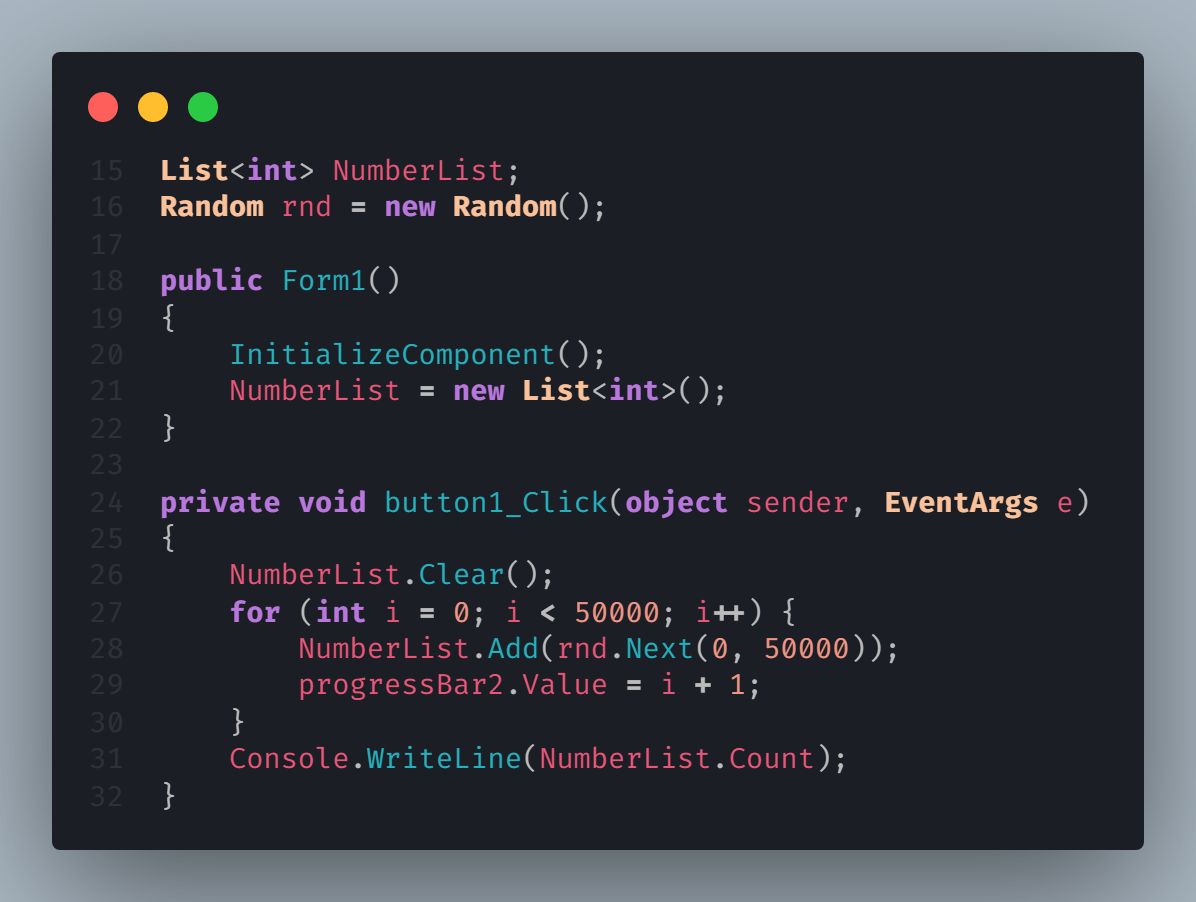 15 List<int> NumberList;
16 Random rnd = new Random();
17
18 public Form1()
19 {
20     InitializeComponent();
21     NumberList = new List<int>();
22 }
23
24 private void button1_Click(object sender, EventArgs e)
25 {
26     NumberList.Clear();
27     for (int i = 0; i < 50000; i++) {
28         NumberList.Add(rnd.Next(0, 50000));
29         progressBar2.Value = i + 1;
30     }
31     Console.WriteLine(NumberList.Count);
32 }